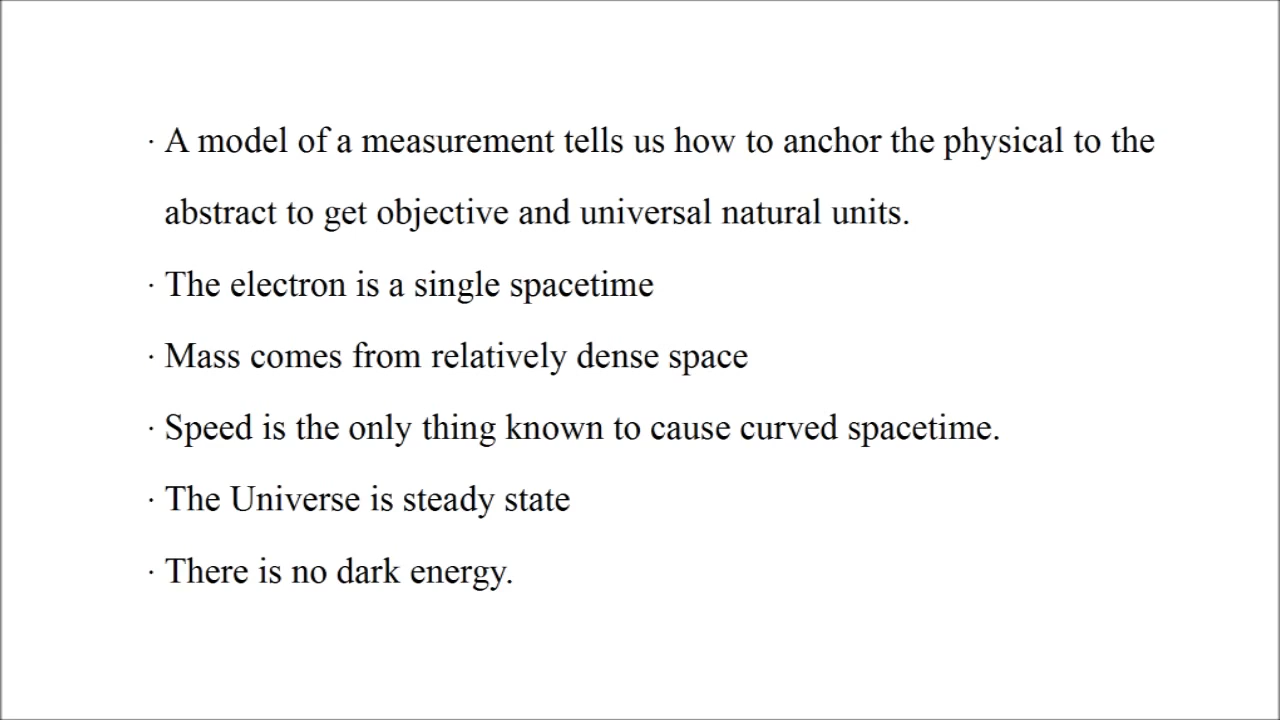 · A model of a measurement tells us how to anchor the physical to the
abstract to get objective and universal natural units.
· The electron is a single spacetime
· Mass comes from relatively dense space
· Speed is the only thing known to cause curved spacetime.
· The Universe is steady state
· There is no dark energy.